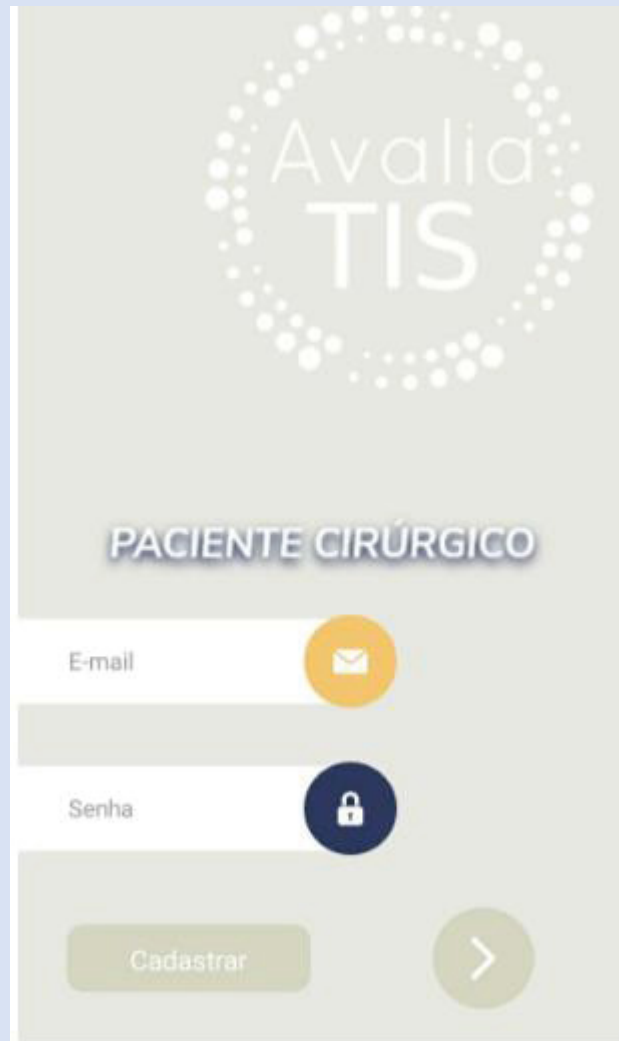 Avalia
TIS
PACIENTE CIRÚRGICO
E-mail
Senha
Cadastrar